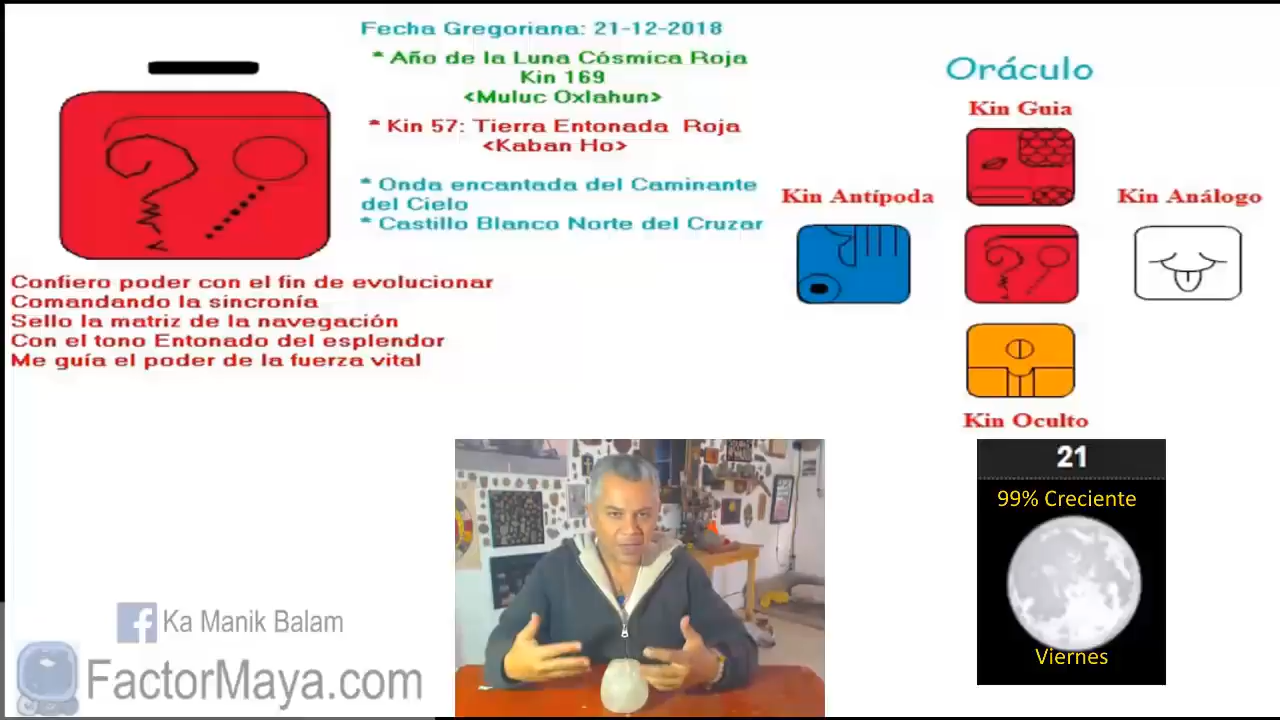 Fecha Gregoriana: 21-12-2018
* Año de la Luna Cósmica Roja
Kin 169
<Muluc Oxlahun>
* Kin 57: Tierra Entonada Roja
<Kaban Ho>
* Onda encantada del Caminante
del Cielo
* Castillo Blanco Norte del Cruzar
Confiero poder con el fin de evolucionar
Comandando la sincronía
Sello la matriz de la navegación
Con el tono Entonado del esplendor
Me guía el poder de la fuerza vital
Oráculo
Kin Guia
Kin Antípoda
Kin Análogo
Kin Oculto
21
99% Creciente
Viernes
Ka Manik Balam
FactorMaya.com